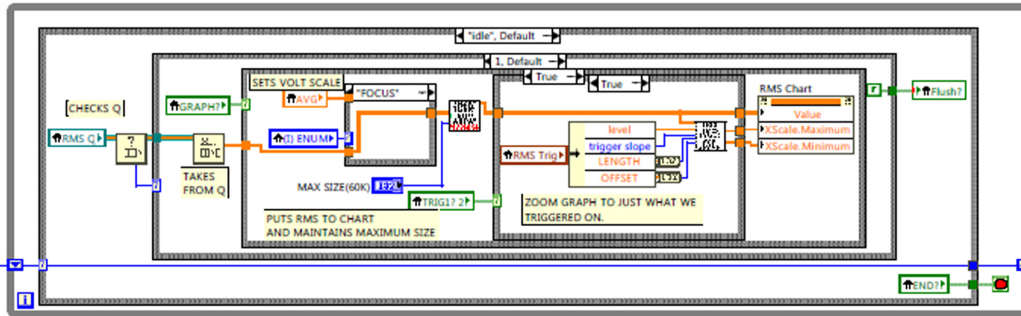 "idle", Default
1, Default
True
True
SETS VOLT SCALE
"FOCUS"
RMS Chart
AVG
CHECKS Q
GRAPH?
Flush?
Value
level
XScale.Maximum
RMS Q
(I) ENUM
trigger slope
XScale.Minimum
RMS Trig
LENGTH
TAKES
FROM Q
OFFSET
MAX SIZE(60K)
TRIG1? 2
ZOOM GRAPH TO JUST WHAT WE
TRIGGERED ON.
PUTS RMS TO CHART
AND MAINTAINS MAXIMUM SIZE
END?
i